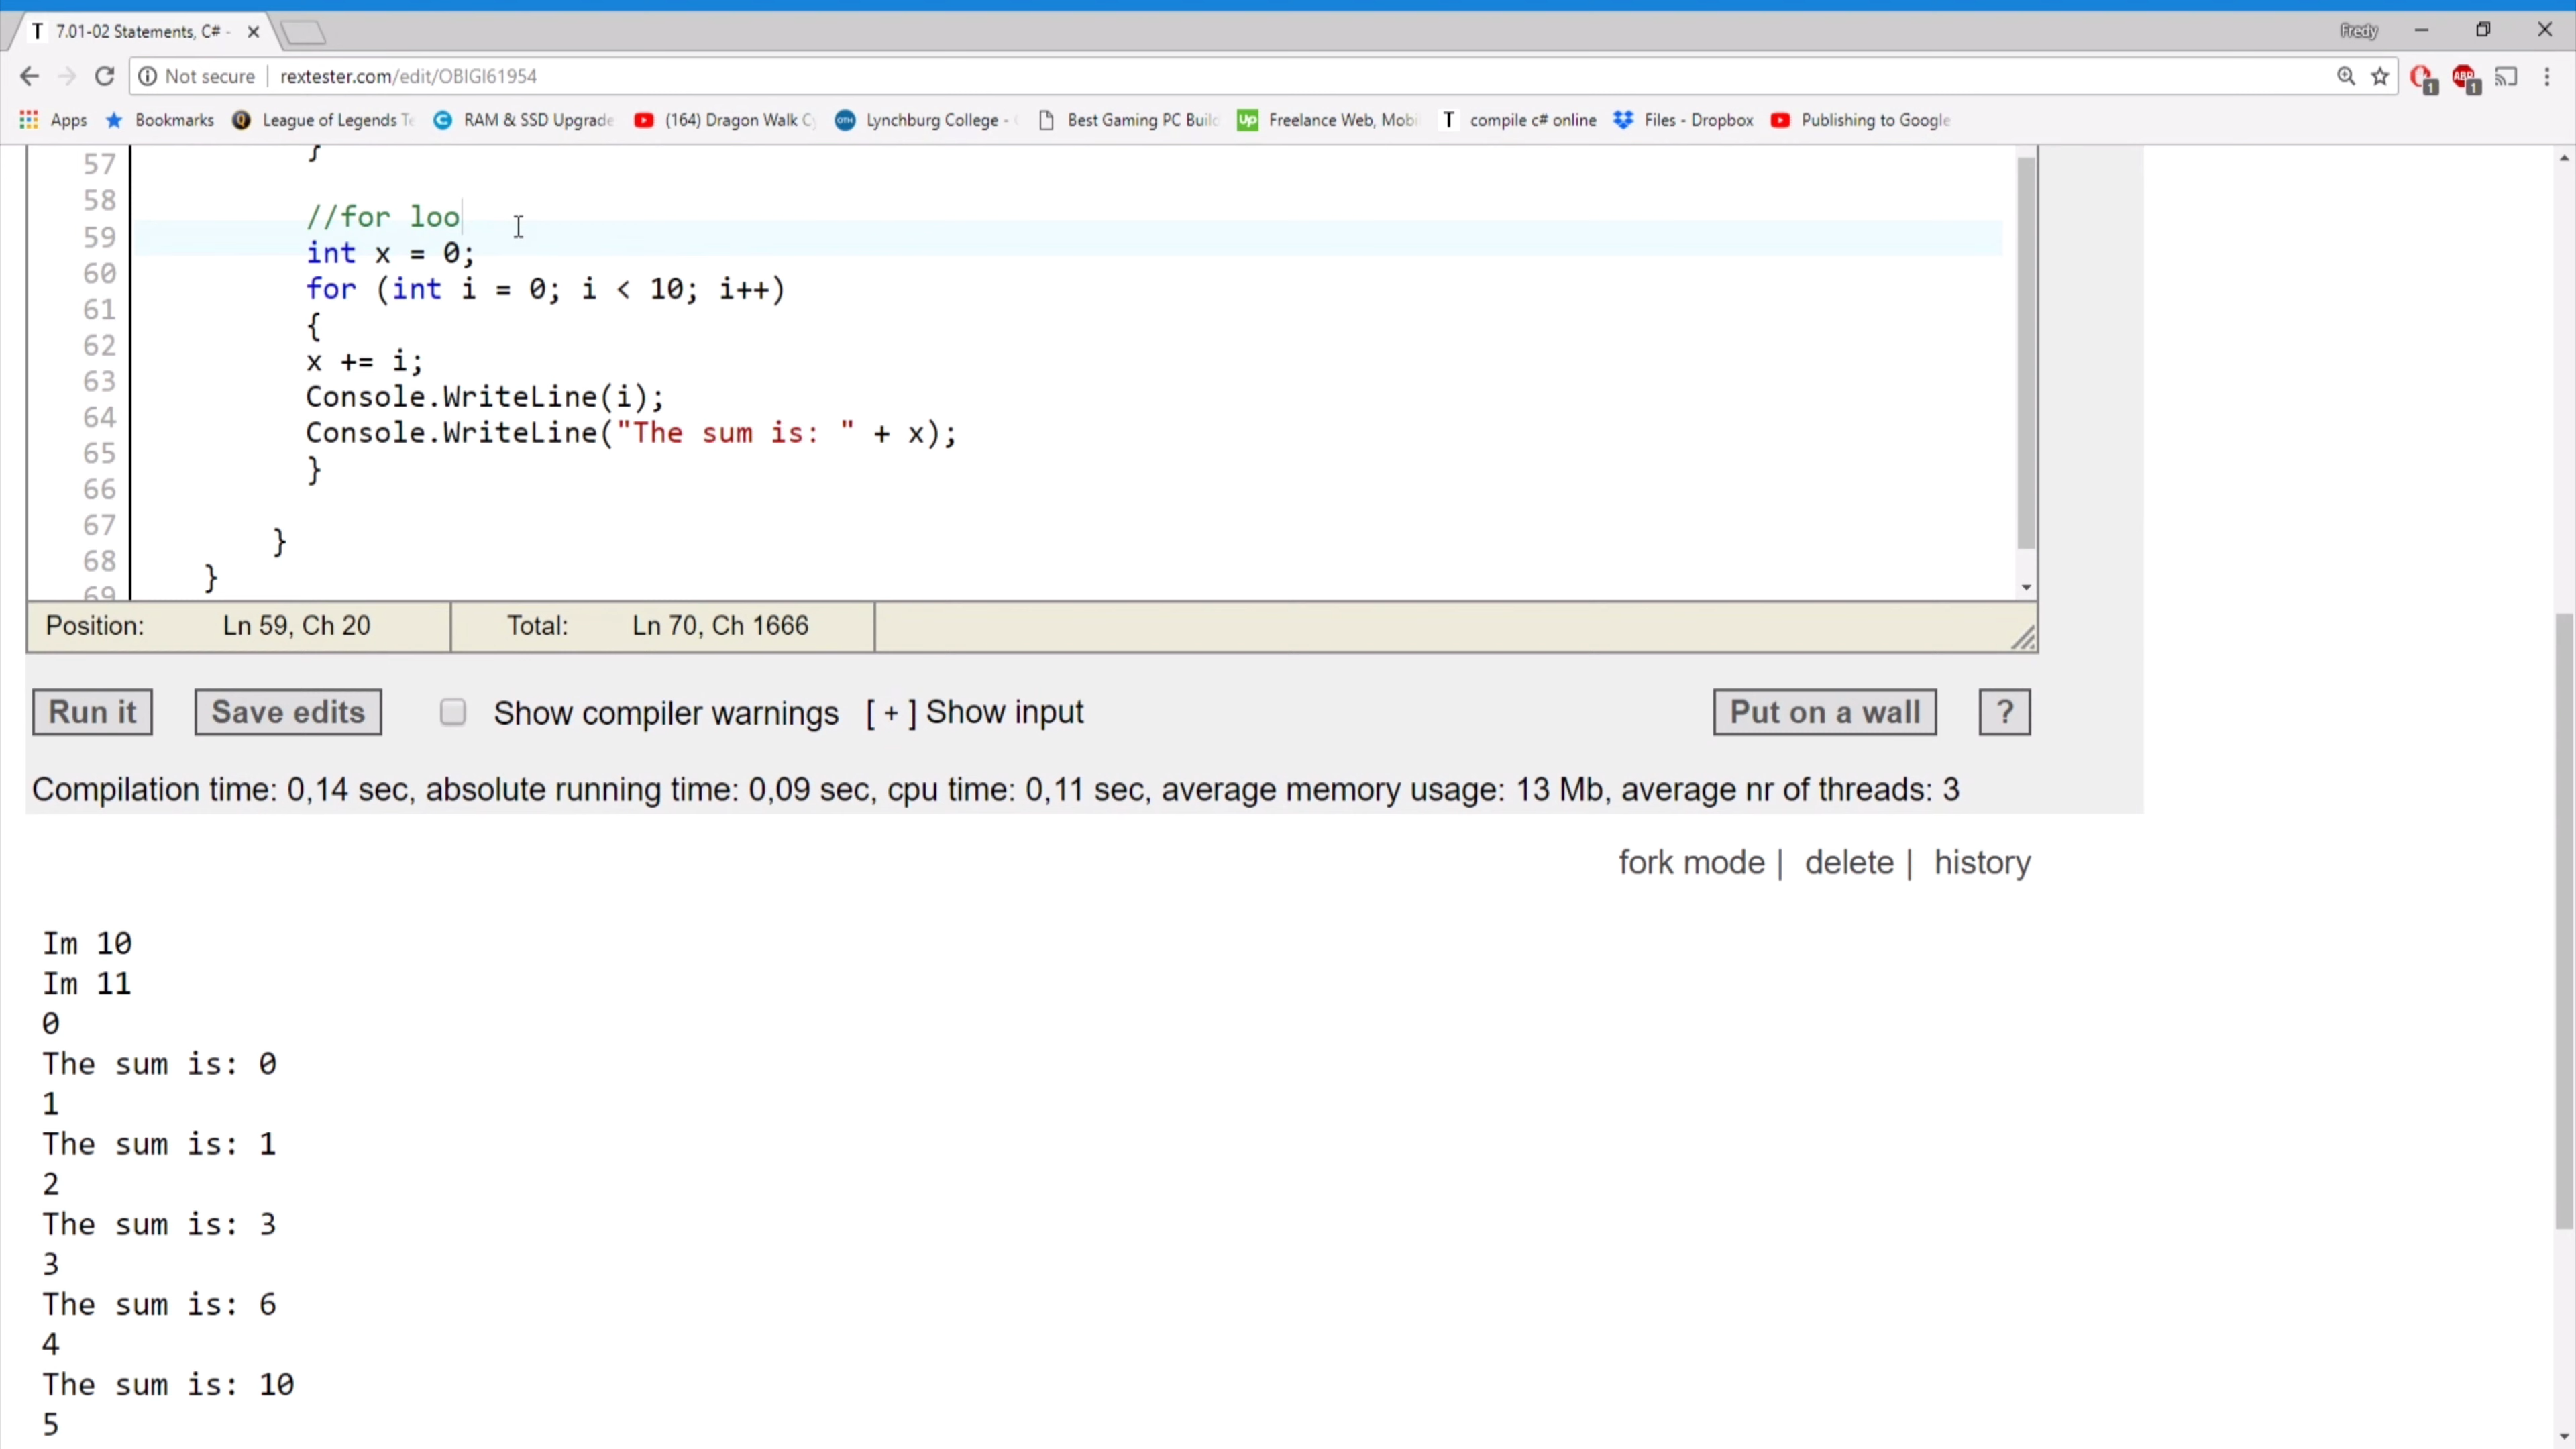 T 7.01-02 Statements, C# -
Fredy
Not secure rextester.com/edit/OBIGI61954
1 ABP 1
Apps Bookmarks League of Legends Te RAM & SSD Upgrade (164) Dragon Walk C Lynchburg College - Best Gaming PC Build Up Freelance Web, Mobi T compile c# online Files - Dropbox Publishing to Google
57 }
58
59 //for loo
60 int x = 0;
61 for (int i = 0; i < 10; i++)
62 {
63 x += i;
64 Console.WriteLine(i);
65 Console.WriteLine("The sum is: " + x);
66 }
67
68 }
69 }
Position: Ln 59, Ch 20 Total: Ln 70, Ch 1666
Run it Save edits Show compiler warnings [ + ] Show input Put on a wall ?
Compilation time: 0,14 sec, absolute running time: 0,09 sec, cpu time: 0,11 sec, average memory usage: 13 Mb, average nr of threads: 3
fork mode | delete | history
Im 10
Im 11
0
The sum is: 0
1
The sum is: 1
2
The sum is: 3
3
The sum is: 6
4
The sum is: 10
5